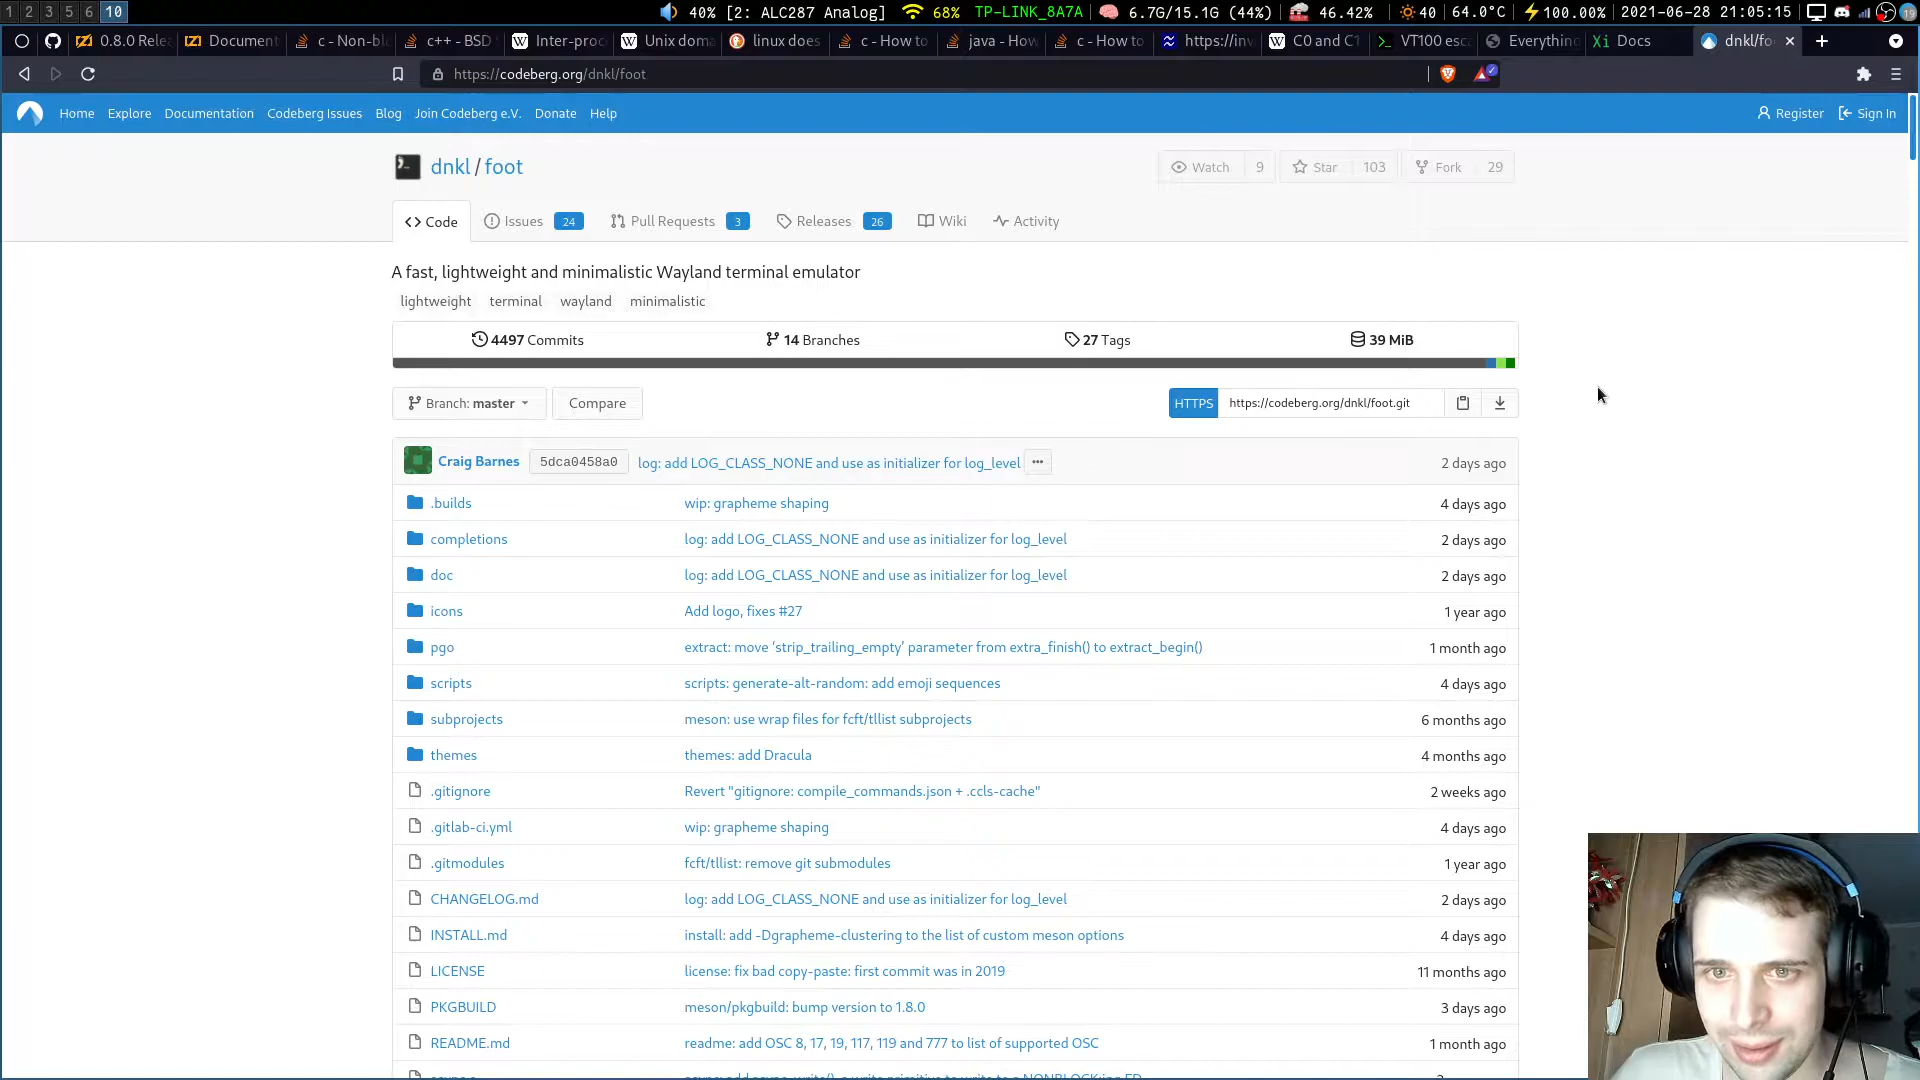 1 2 3 5 6 10 40% [2: ALC287 Analog] 68% TP-LINK_8A7A 6.7G/15.1G (44%) 46.42% 40 64.0°C 100.00% 2021-06-28 21:05:15 19
0.8.0 Rele Document c - Non-bl c++ - BSD Inter-proc Unix doma linux does c - How to java - How c - How to https://inv C0 and C1 VT100 esca Everything Docs dnkl/fo
https://codeberg.org/dnkl/foot
Home Explore Documentation Codeberg Issues Blog Join Codeberg e.V. Donate Help Register Sign In
dnkl / foot Watch 9 Star 103 Fork 29
Code Issues 24 Pull Requests 3 Releases 26 Wiki Activity
A fast, lightweight and minimalistic Wayland terminal emulator
lightweight terminal wayland minimalistic
4497 Commits 14 Branches 27 Tags 39 MiB
Branch: master Compare HTTPS https://codeberg.org/dnkl/foot.git
Craig Barnes 5dca0458a0 log: add LOG_CLASS_NONE and use as initializer for log_level ... 2 days ago
.builds wip: grapheme shaping 4 days ago
completions log: add LOG_CLASS_NONE and use as initializer for log_level 2 days ago
doc log: add LOG_CLASS_NONE and use as initializer for log_level 2 days ago
icons Add logo, fixes #27 1 year ago
pgo extract: move ‘strip_trailing_empty’ parameter from extra_finish() to extract_begin() 1 month ago
scripts scripts: generate-alt-random: add emoji sequences 4 days ago
subprojects meson: use wrap files for fcft/tllist subprojects 6 months ago
themes themes: add Dracula 4 months ago
.gitignore Revert "gitignore: compile_commands.json + .ccls-cache" 2 weeks ago
.gitlab-ci.yml wip: grapheme shaping 4 days ago
.gitmodules fcft/tllist: remove git submodules 1 year ago
CHANGELOG.md log: add LOG_CLASS_NONE and use as initializer for log_level 2 days ago
INSTALL.md install: add -Dgrapheme-clustering to the list of custom meson options 4 days ago
LICENSE license: fix bad copy-paste: first commit was in 2019 11 months ago
PKGBUILD meson/pkgbuild: bump version to 1.8.0 3 days ago
README.md readme: add OSC 8, 17, 19, 117, 119 and 777 to list of supported OSC 1 month ago